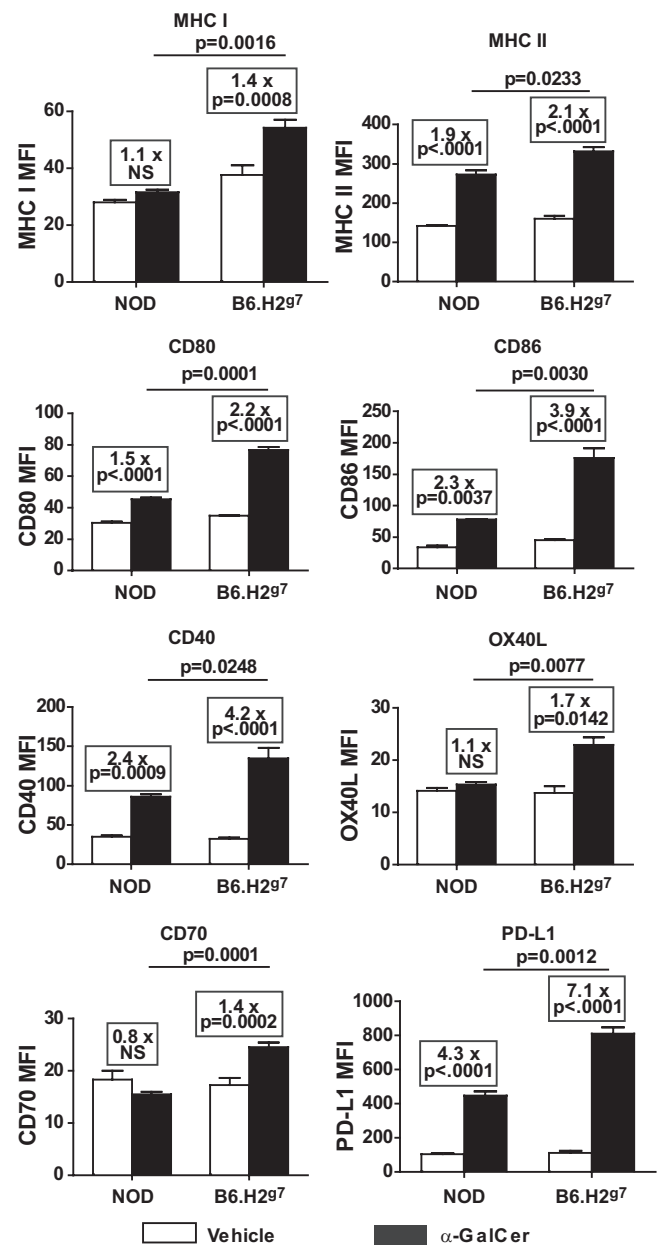 MHC I
p=0.0016
1.4 x
p=0.0008
1.1 x
NS
MHC I MFI
60
40
20
0
NOD
B6.H2g7
MHC II
p=0.0233
2.1 x
p<.0001
1.9 x
p<.0001
MHC II MFI
400
300
200
100
0
NOD
B6.H2g7
CD80
p=0.0001
2.2 x
p<.0001
1.5 x
p<.0001
CD80 MFI
100
80
60
40
20
0
NOD
B6.H2g7
CD86
p=0.0030
3.9 x
p<.0001
2.3 x
p=0.0037
CD86 MFI
250
200
150
100
50
0
NOD
B6.H2g7
CD40
p=0.0248
4.2 x
p<.0001
2.4 x
p=0.0009
CD40 MFI
200
150
100
50
0
NOD
B6.H2g7
OX40L
p=0.0077
1.7 x
p=0.0142
1.1 x
NS
OX40L MFI
30
20
10
0
NOD
B6.H2g7
CD70
p=0.0001
1.4 x
p=0.0002
0.8 x
NS
CD70 MFI
30
20
10
0
NOD
B6.H2g7
PD-L1
p=0.0012
7.1 x
p<.0001
4.3 x
p<.0001
PD-L1 MFI
1000
800
600
400
200
0
NOD
B6.H2g7
Vehicle
α-GalCer